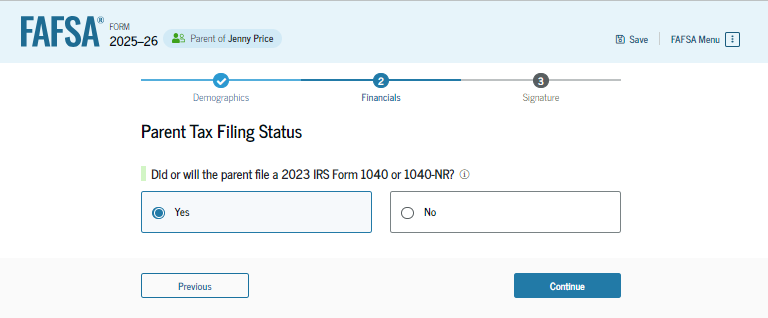 FAFSA® FORM
2025–26
Parent of Jenny Price
Save
FAFSA Menu
2
3
Demographics
Financials
Signature
Parent Tax Filing Status
Did or will the parent file a 2023 IRS Form 1040 or 1040-NR?
Yes
No
Previous
Continue